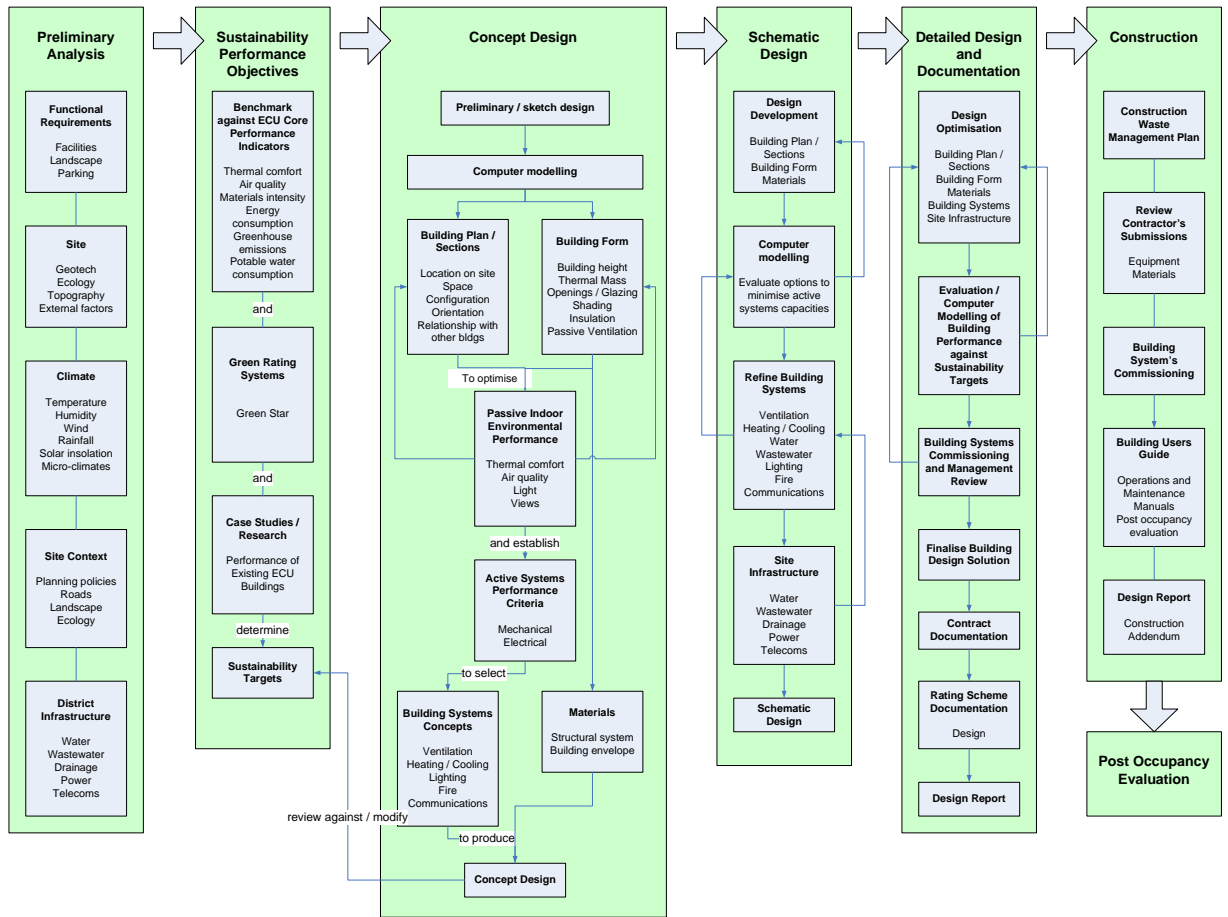 Preliminary
Analysis
Functional
Requirements
Facilities
Landscape
Parking
Site
Geotech
Ecology
Topography
External factors
Climate
Temperature
Humidity
Wind
Rainfall
Solar insolation
Micro-climates
Site Context
Planning policies
Roads
Landscape
Ecology
District
Infrastructure
Water
Wastewater
Drainage
Power
Telecoms
Sustainability
Performance
Objectives
Benchmark
against ECU Core
Performance
Indicators
Thermal comfort
Air quality
Materials intensity
Energy
consumption
Greenhouse
emissions
Potable water
consumption
and
Green Rating
Systems
Green Star
and
Case Studies /
Research
Performance of
Existing ECU
Buildings
determine
Sustainability
Targets
Concept Design
Preliminary / sketch design
Computer modelling
Building Plan /
Sections
Location on site
Space
Configuration
Orientation
Relationship with
other bldgs
Building Form
Building height
Thermal Mass
Openings / Glazing
Shading
Insulation
Passive Ventilation
To optimise
Passive Indoor
Environmental
Performance
Thermal comfort
Air quality
Light
Views
and establish
Active Systems
Performance
Criteria
Mechanical
Electrical
to select
Building Systems
Concepts
Ventilation
Heating / Cooling
Lighting
Fire
Communications
Materials
Structural system
Building envelope
review against / modify
to produce
Concept Design
Schematic
Design
Design
Development
Building Plan /
Sections
Building Form
Materials
Computer
modelling
Evaluate options to
minimise active
systems capacities
Refine Building
Systems
Ventilation
Heating / Cooling
Water
Wastewater
Lighting
Fire
Communications
Site
Infrastructure
Water
Wastewater
Drainage
Power
Telecoms
Schematic
Design
Detailed Design
and
Documentation
Design
Optimisation
Building Plan /
Sections
Building Form
Materials
Building Systems
Site Infrastructure
Evaluation /
Computer
Modelling of
Building
Performance
against
Sustainability
Targets
Building Systems
Commissioning
and Management
Review
Finalise Building
Design Solution
Contract
Documentation
Rating Scheme
Documentation
Design
Design Report
Construction
Construction
Waste
Management Plan
Review
Contractor's
Submissions
Equipment
Materials
Building
System's
Commissioning
Building Users
Guide
Operations and
Maintenance
Manuals
Post occupancy
evaluation
Design Report
Construction
Addendum
Post Occupancy
Evaluation